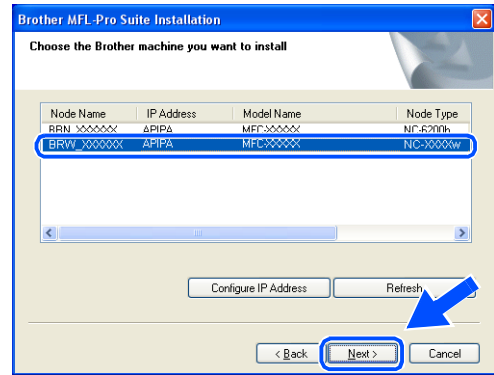 Brother MFL-Pro Suite Installation
Choose the Brother machine you want to install
Node Name IP Address Model Name Node Type
BRN_XXXXXX APIPA MFC-XXXXX NC-6200h
BRW_XXXXXX APIPA MFC-XXXXX NC-XXXXw
Configure IP Address Refresh
< Back Next > Cancel